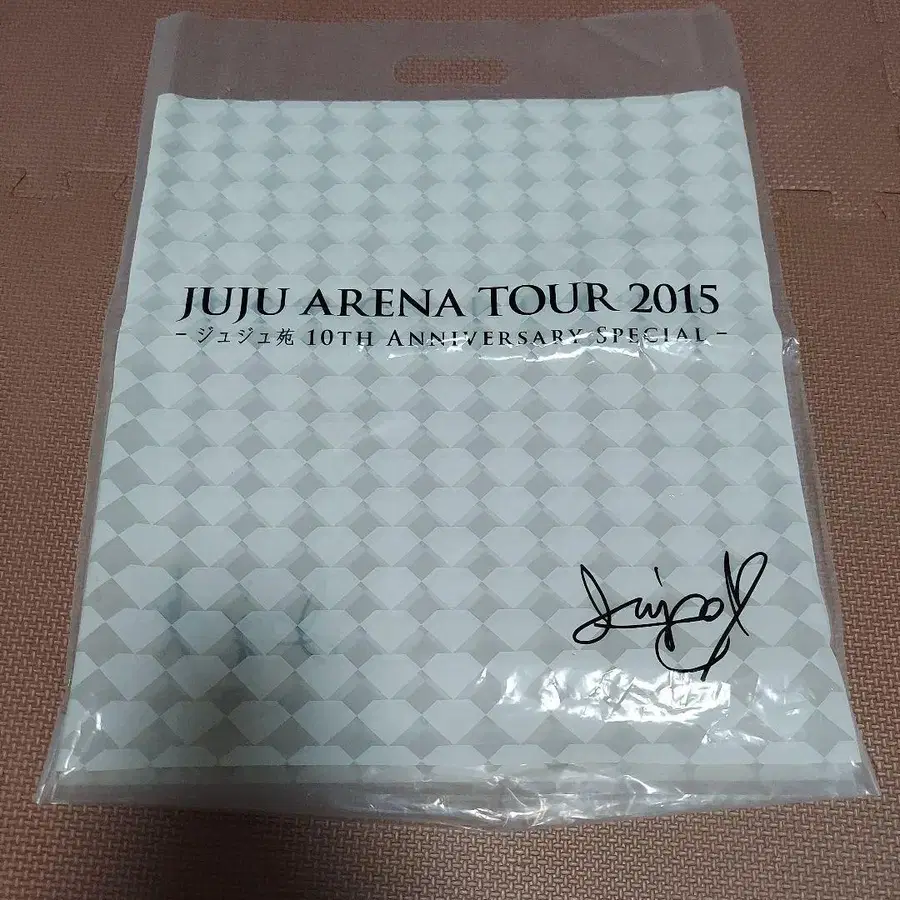 JUJU ARENA TOUR 2015
- ジュジュ苑 10TH ANNIVERSARY SPECIAL -